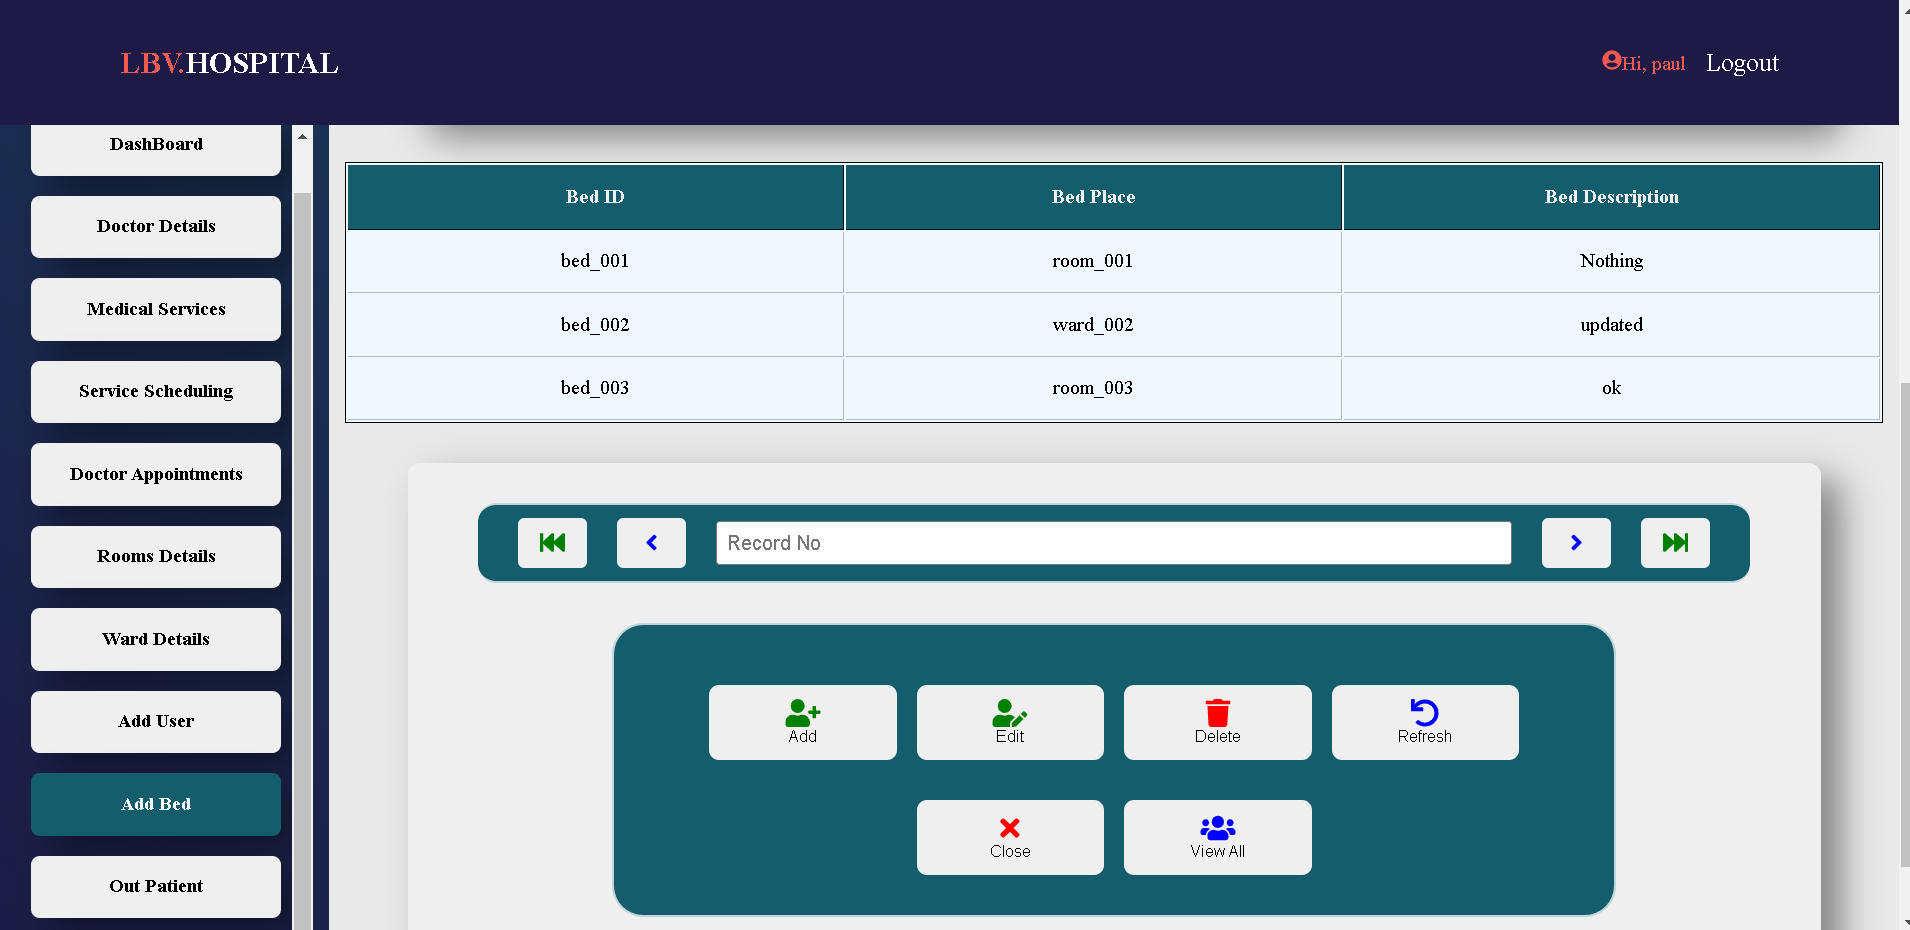 LBV.HOSPITAL
Hi, paul
Logout
DashBoard
Doctor Details
Medical Services
Service Scheduling
Doctor Appointments
Rooms Details
Ward Details
Add User
Add Bed
Out Patient
Bed ID Bed Place Bed Description
bed_001 room_001 Nothing
bed_002 ward_002 updated
bed_003 room_003 ok
Record No
Add Edit Delete Refresh
Close View All